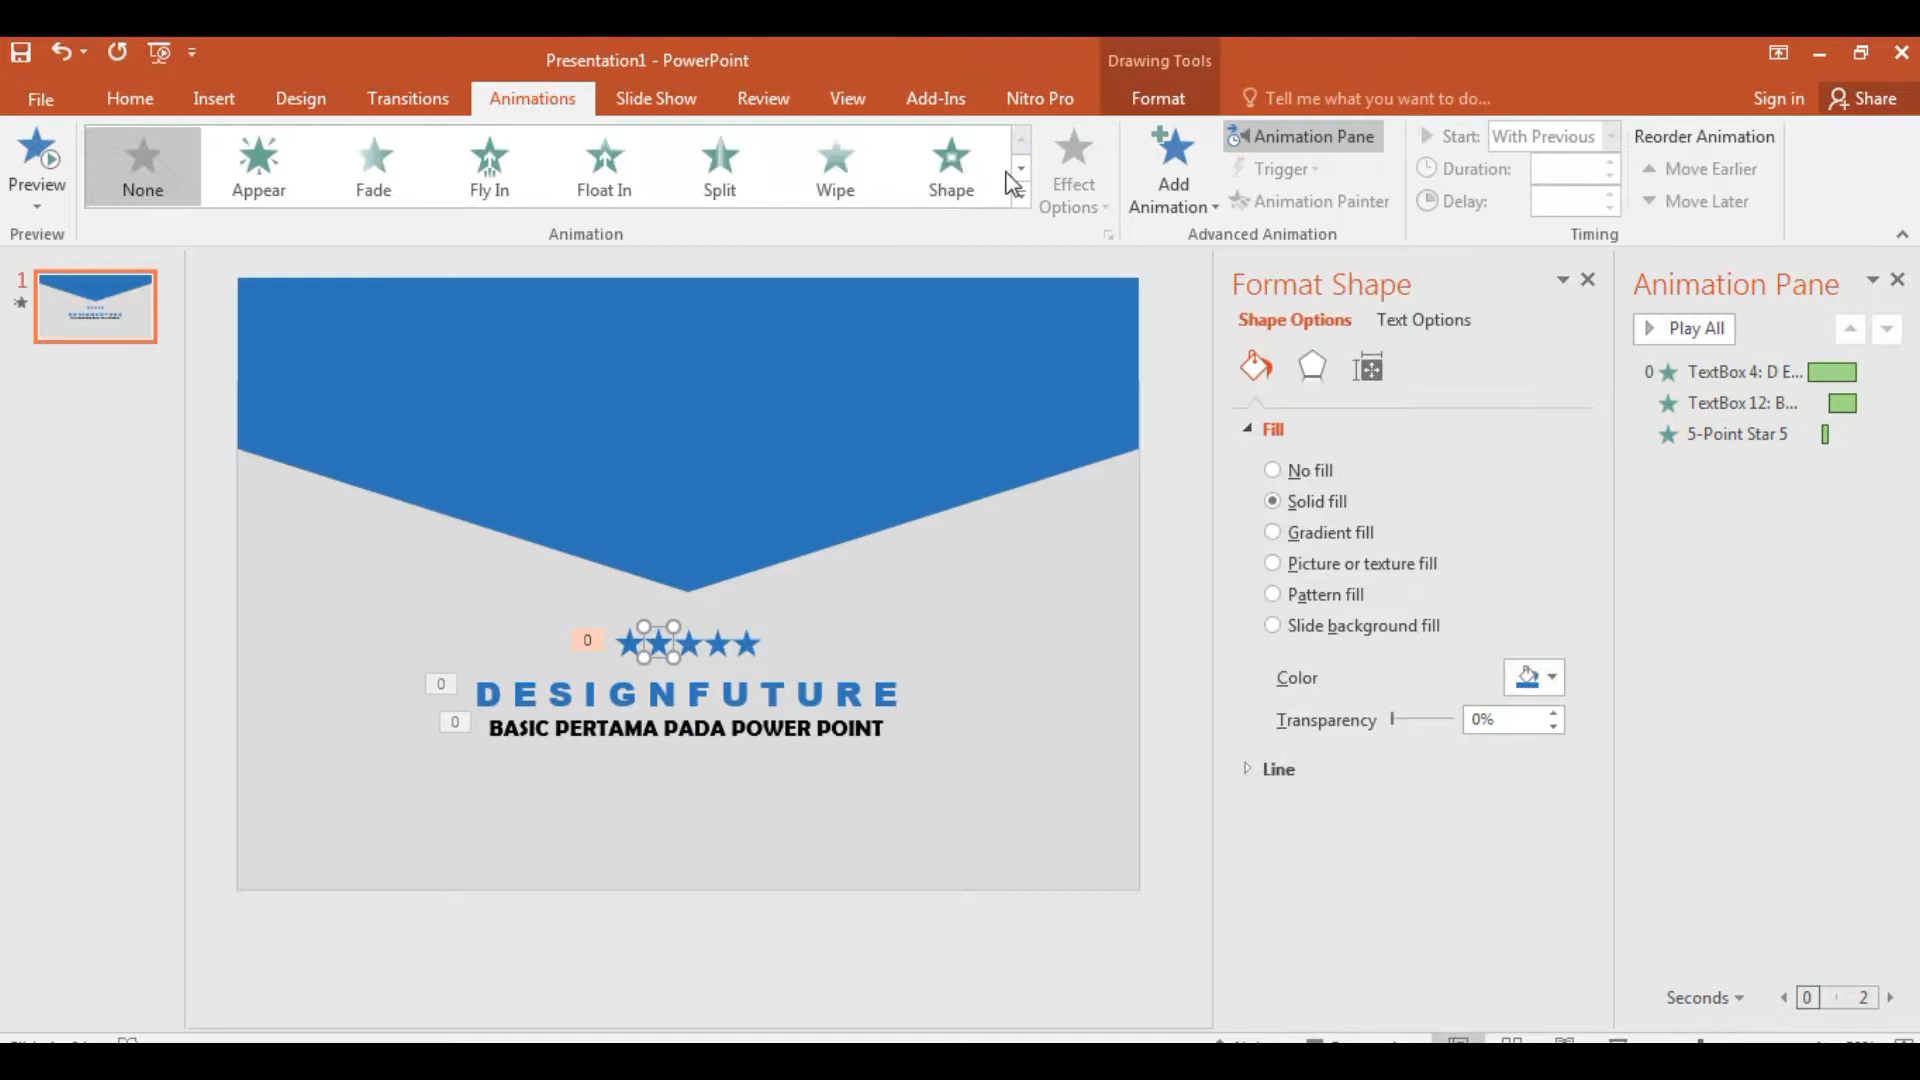 Presentation1 - PowerPoint
Drawing Tools
File Home Insert Design Transitions Animations Slide Show Review View Add-Ins Nitro Pro Format Tell me what you want to do... Sign in Share
Preview
None Appear Fade Fly In Float In Split Wipe Shape
Effect Options
Add Animation
Animation Pane
Trigger
Animation Painter
Start: With Previous
Duration:
Delay:
Reorder Animation
Move Earlier
Move Later
Preview Animation Advanced Animation Timing
1
0
0
DESIGNFUTURE
0
BASIC PERTAMA PADA POWER POINT
Format Shape
Shape Options Text Options
Fill
No fill
Solid fill
Gradient fill
Picture or texture fill
Pattern fill
Slide background fill
Color
Transparency 0%
Line
Animation Pane
Play All
0 TextBox 4: D E...
TextBox 12: B...
5-Point Star 5
Seconds 0 2